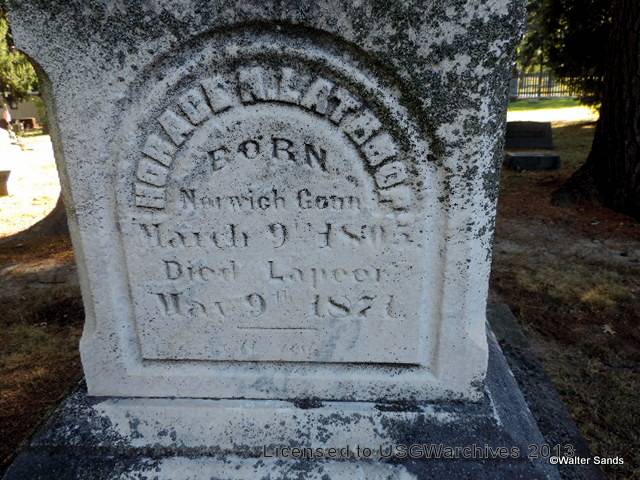 HORACE N. LATHROP
BORN
Norwich Conn.
March 9th 1805
Died Lapeer
May 9th 1871
Licensed to USGWarchives 2013
©Walter Sands